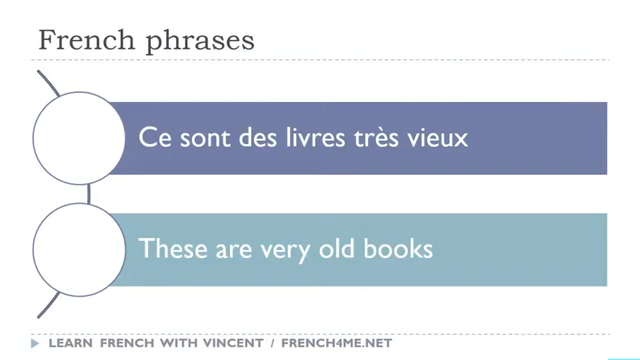 French phrases
Ce sont des livres très vieux
These are very old books
LEARN FRENCH WITH VINCENT / FRENCH4ME.NET